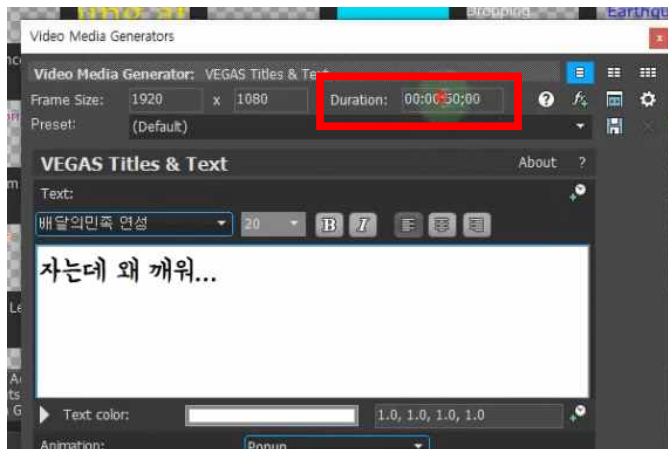 Dropping
Earthqu
Video Media Generators
Video Media Generator: VEGAS Titles & Text
Frame Size: 1920 x 1080 Duration: 00:00:50;00
Preset: (Default)
VEGAS Titles & Text About ?
Text:
배달의민족 연성 20 B I
자는데 왜 깨워...
Text color: 1.0, 1.0, 1.0, 1.0
Animation: Popup